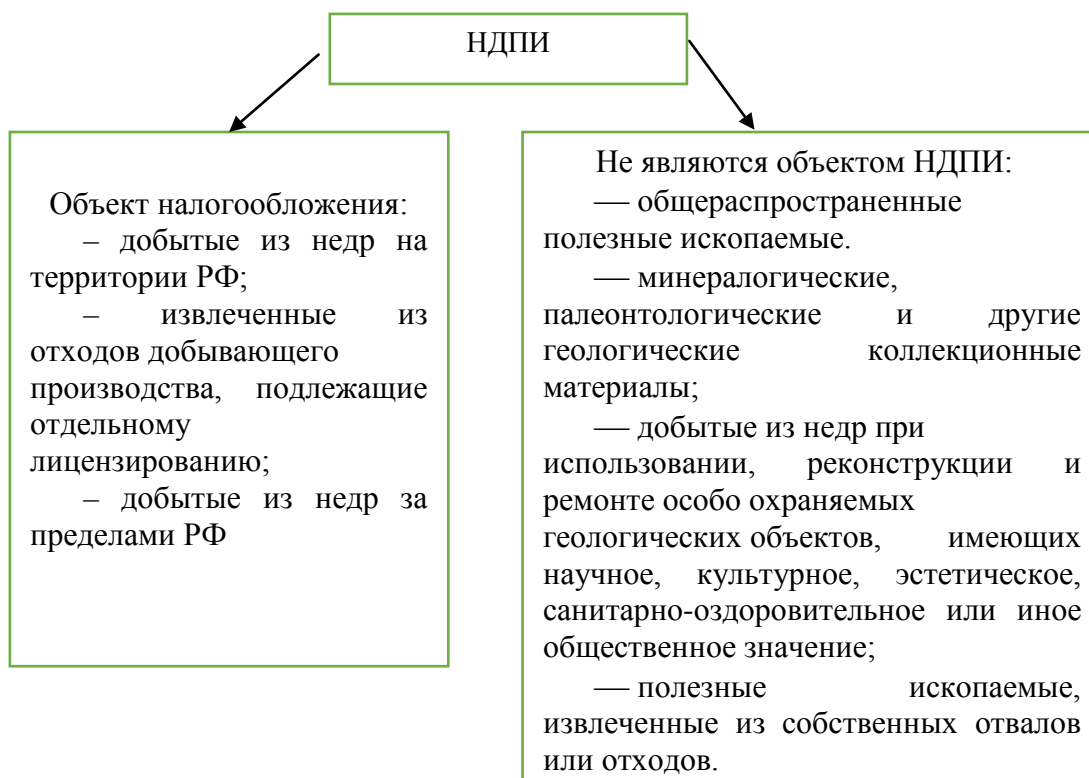 НДПИ
Объект налогообложения:
– добытые из недр на
территории РФ;
– извлеченные из
отходов добывающего
производства, подлежащие
отдельному
лицензированию;
– добытые из недр за
пределами РФ
Не являются объектом НДПИ:
— общераспространенные
полезные ископаемые.
— минералогические,
палеонтологические и другие
геологические коллекционные
материалы;
— добытые из недр при
использовании, реконструкции и
ремонте особо охраняемых
геологических объектов, имеющих
научное, культурное, эстетическое,
санитарно-оздоровительное или иное
общественное значение;
— полезные ископаемые,
извлеченные из собственных отвалов
или отходов.